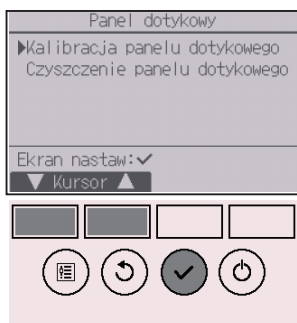 Panel dotykowy
▶Kalibracja panelu dotykowego
Czyszczenie panelu dotykowego
Ekran nastaw:✓
▼ Kursor ▲